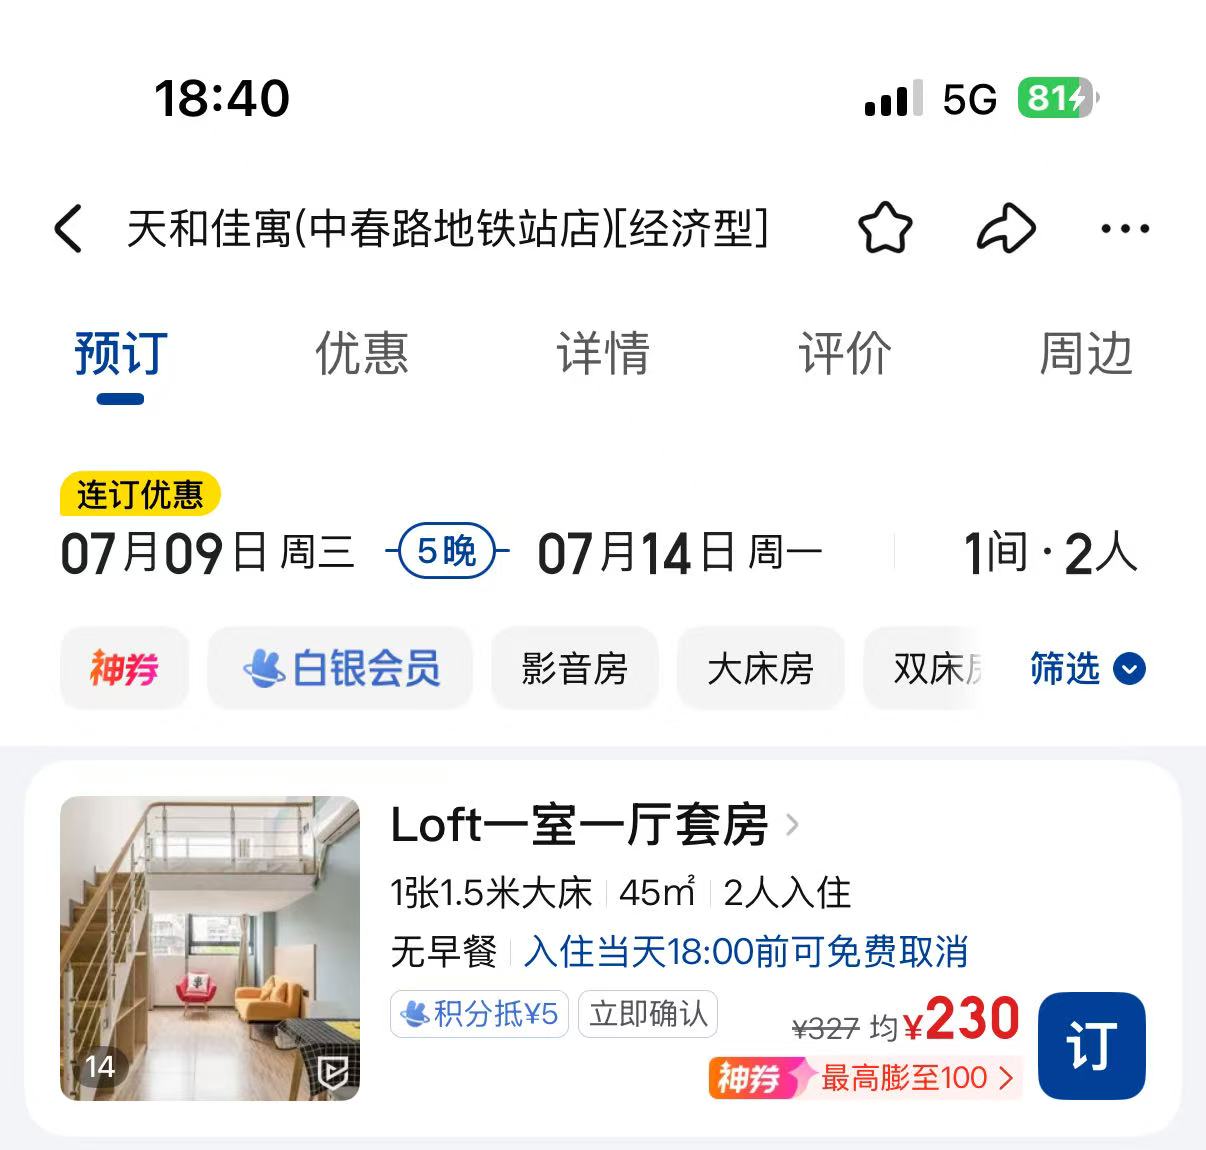 18:40 5G 81
天和佳寓(中春路地铁站店)[经济型]
预订 优惠 详情 评价 周边
连订优惠
07月09日 周三 5晚 07月14日 周一 1间·2人
神券 白银会员 影音房 大床房 双床房 筛选
Loft一室一厅套房
1张1.5米大床 45㎡ 2人入住
无早餐 入住当天18:00前可免费取消
积分抵¥5 立即确认 ¥327 均¥230 订
14 神券 最高膨至100